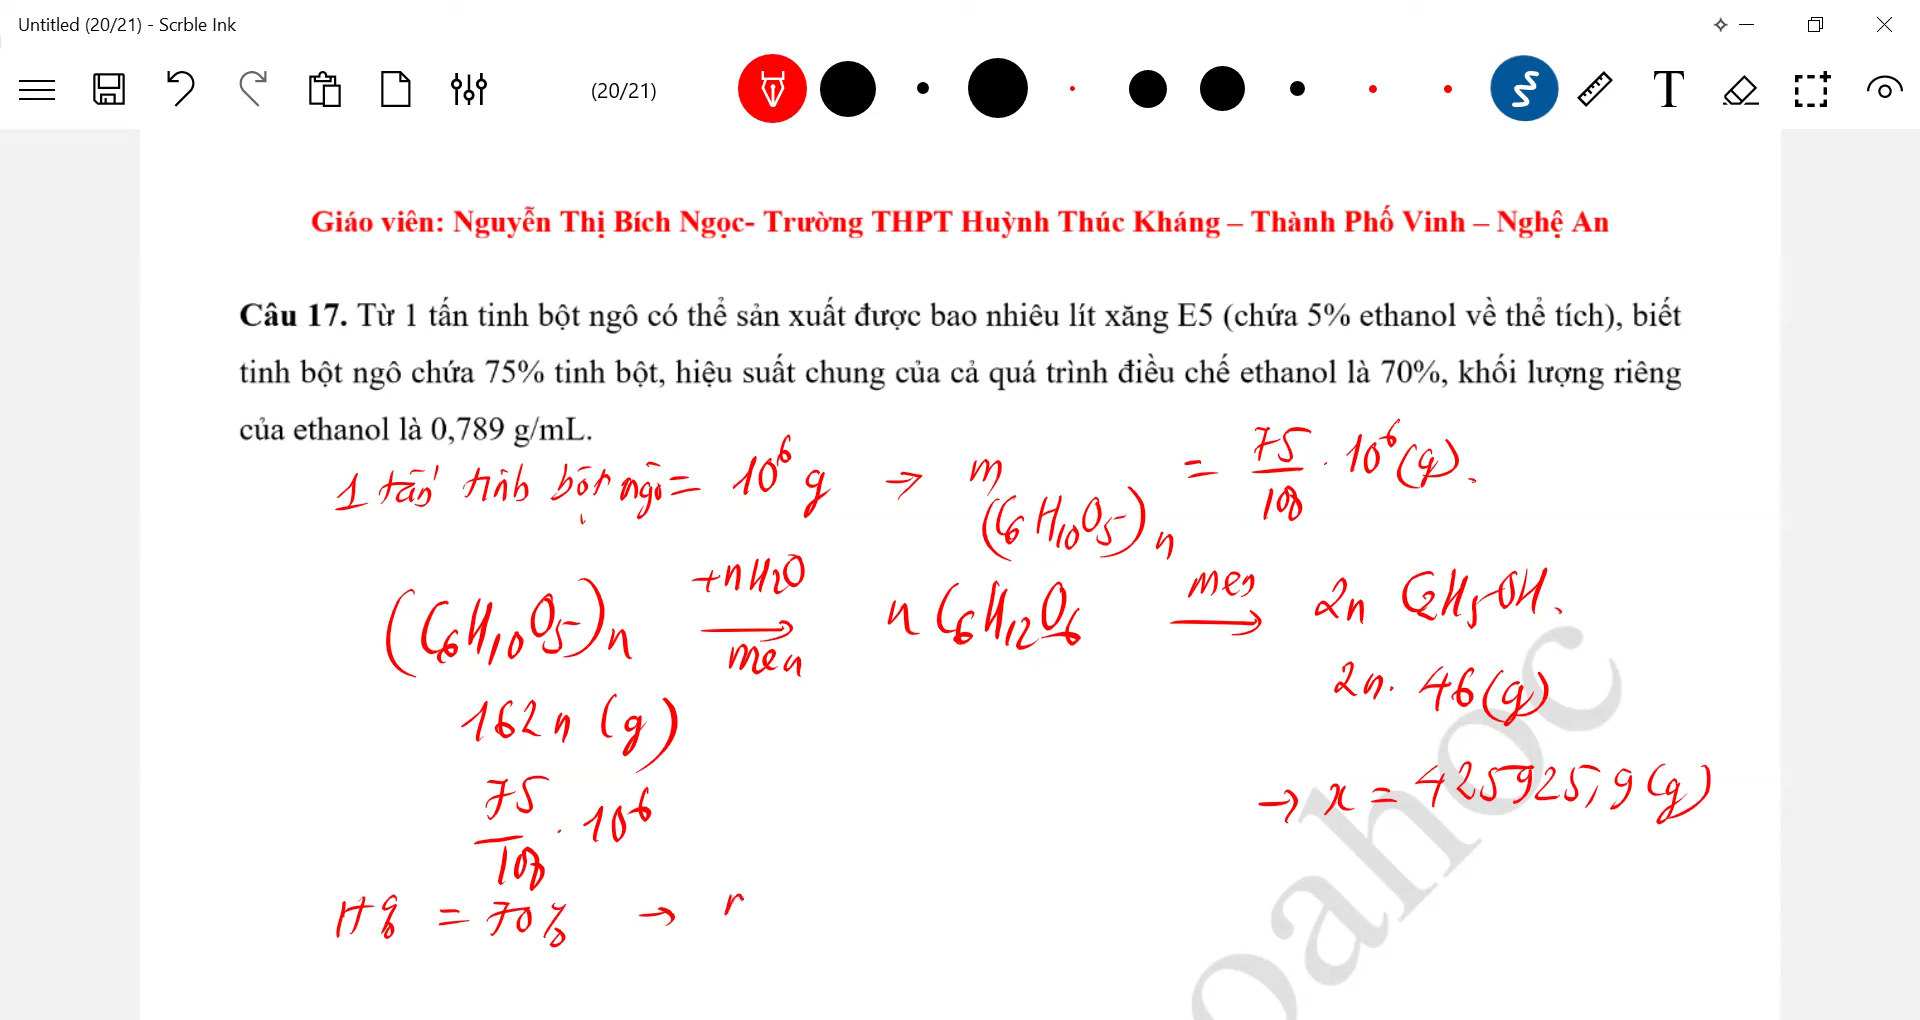 Untitled (20/21) - Scrble Ink
(20/21)
T
Giáo viên: Nguyễn Thị Bích Ngọc- Trường THPT Huỳnh Thúc Kháng – Thành Phố Vinh – Nghệ An
Câu 17. Từ 1 tấn tinh bột ngô có thể sản xuất được bao nhiêu lít xăng E5 (chứa 5% ethanol về thể tích), biết
tinh bột ngô chứa 75% tinh bột, hiệu suất chung của cả quá trình điều chế ethanol là 70%, khối lượng riêng
của ethanol là 0,789 g/mL.
1 tấn tinh bột ngô = 10⁶ g → m (C₆H₁₀O₅)n = 75/100 . 10⁶ (g).
(C₆H₁₀O₅)n +nH₂O → men n C₆H₁₂O₆ men → 2n C₂H₅OH.
162n (g) 2n. 46 (g)
75/100 . 10⁶ → x = 425925,9 (g)
H% = 70% → r
oahoc